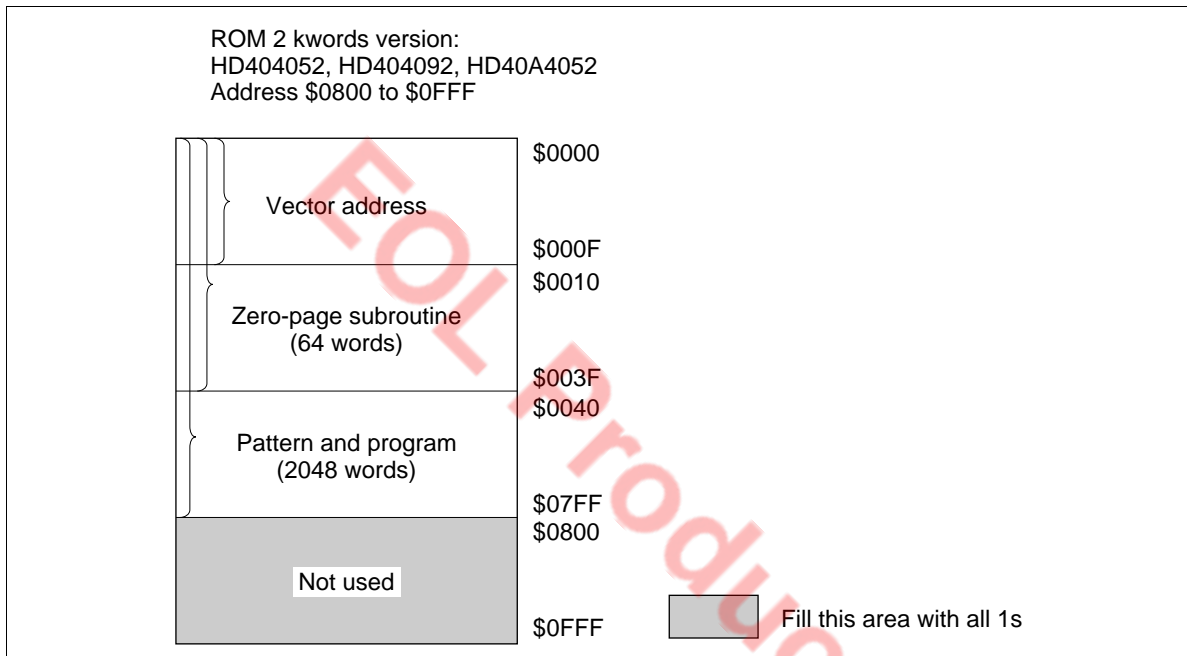 ROM 2 kwords version:
HD404052, HD404092, HD40A4052
Address $0800 to $0FFF
$0000
Vector address
$000F
$0010
Zero-page subroutine
(64 words)
$003F
$0040
Pattern and program
(2048 words)
$07FF
$0800
Not used
$0FFF
Fill this area with all 1s
EOL Produc